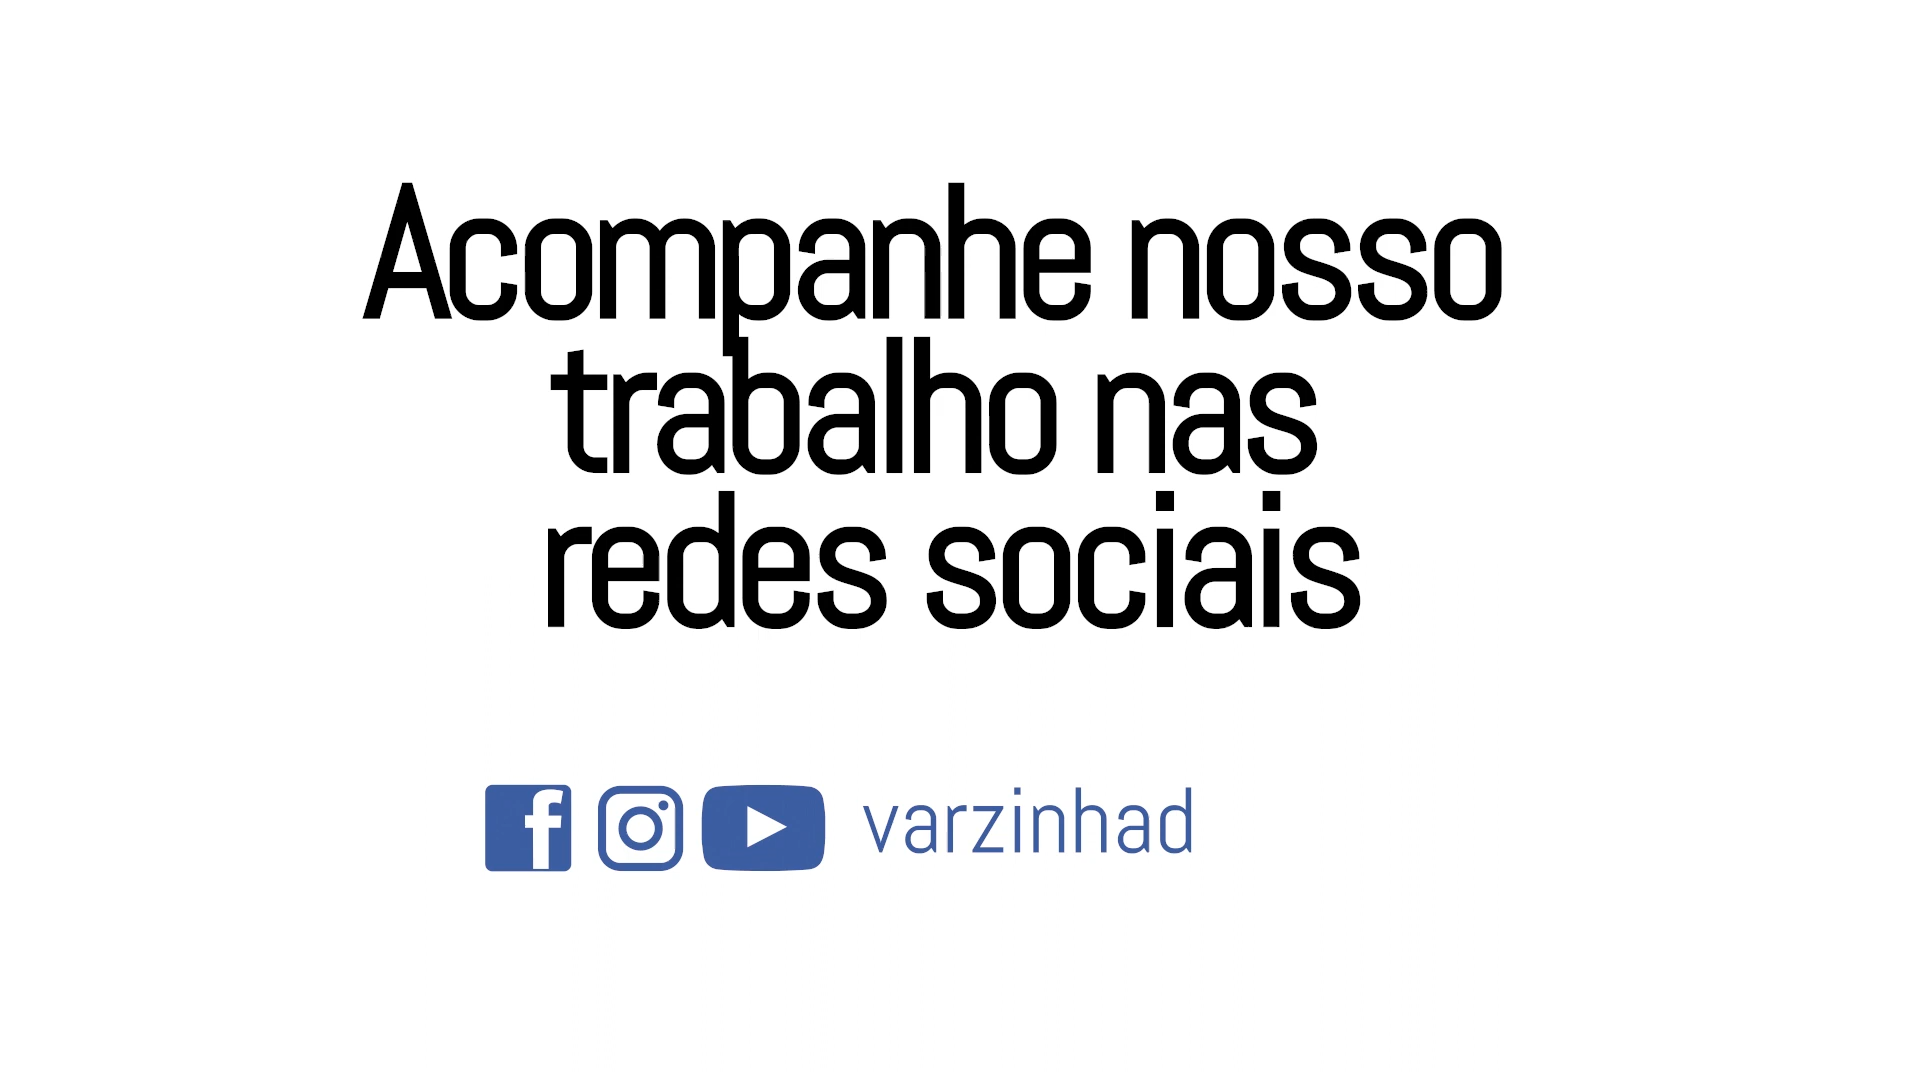 Acompanhe nosso
trabalho nas
redes sociais
varzinhad